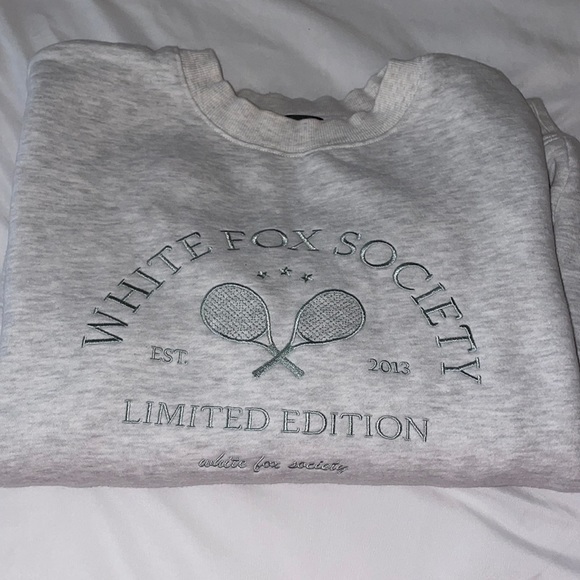 WHITE FOX SOCIETY
EST. 2013
LIMITED EDITION
white fox society